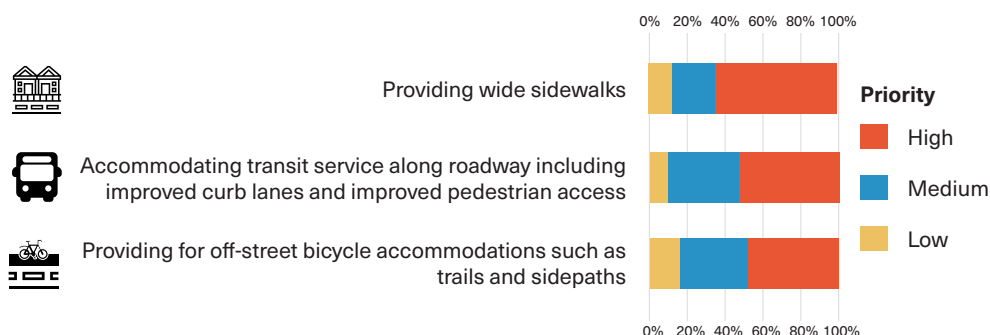 0% 20% 40% 60% 80% 100%
Providing wide sidewalks
Accommodating transit service along roadway including
improved curb lanes and improved pedestrian access
Providing for off-street bicycle accommodations such as
trails and sidepaths
0% 20% 40% 60% 80% 100%
Priority
High
Medium
Low